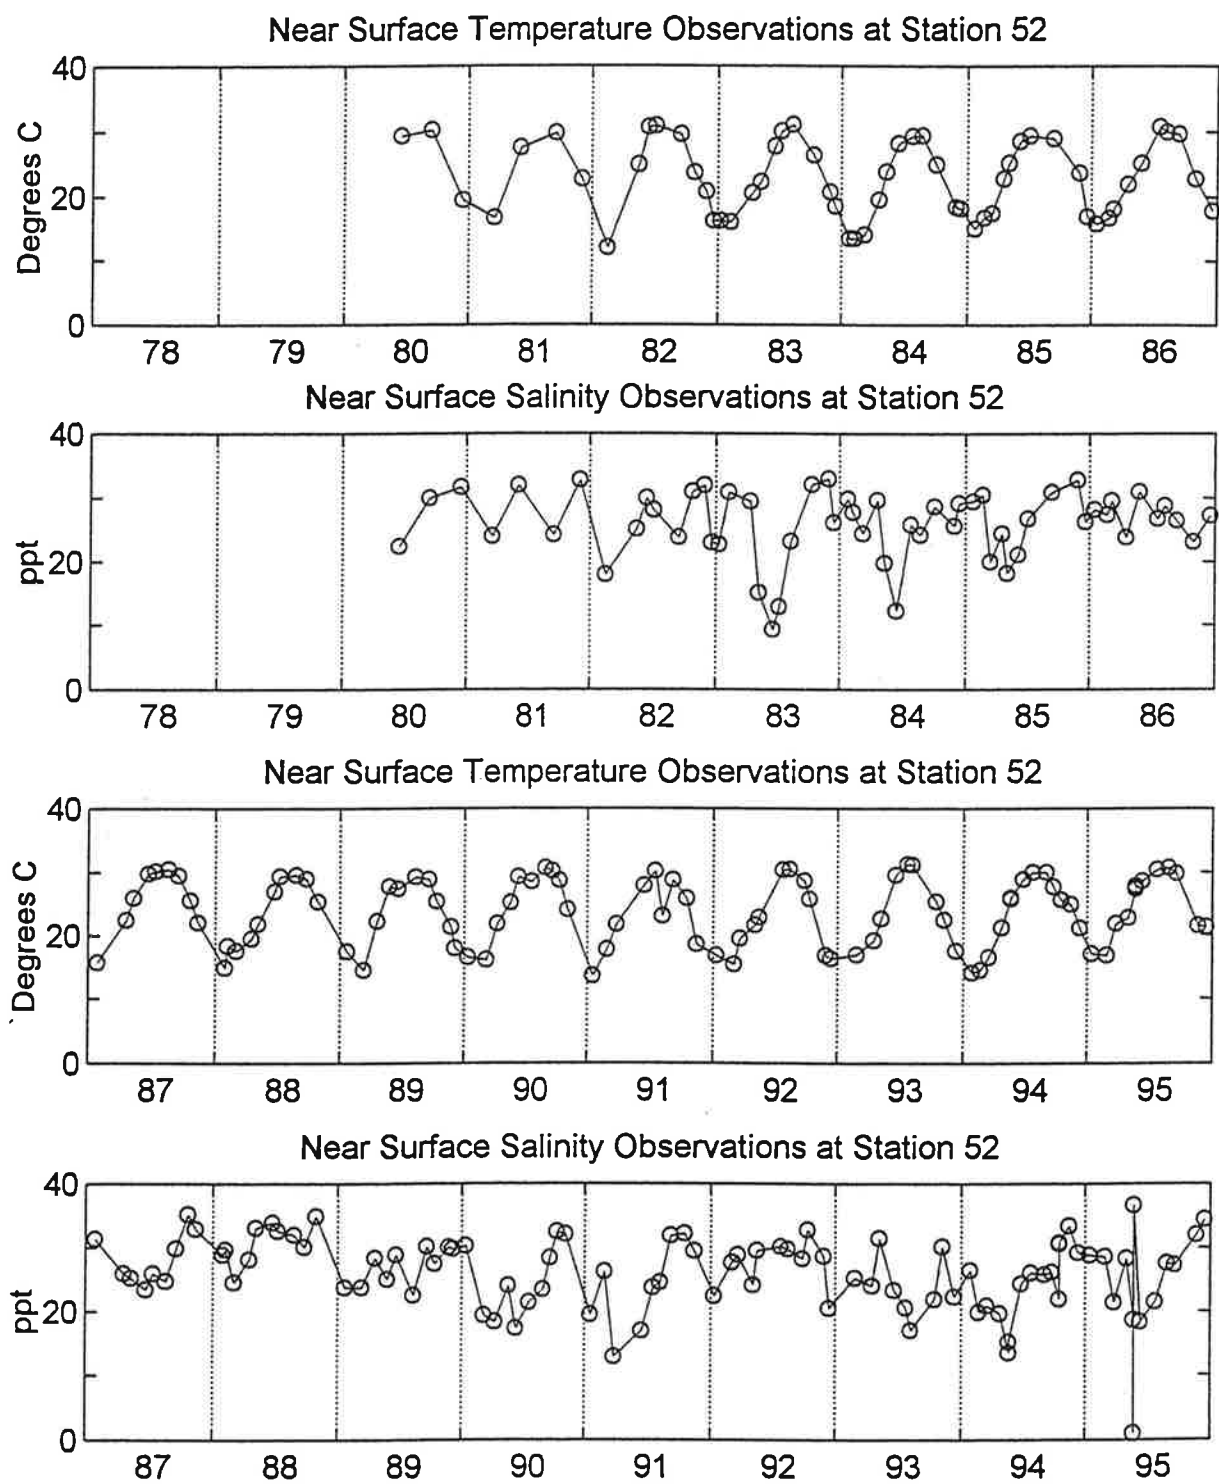 Near Surface Temperature Observations at Station 52
40
20
0
Degrees C
78 79 80 81 82 83 84 85 86
Near Surface Salinity Observations at Station 52
40
20
0
ppt
78 79 80 81 82 83 84 85 86
Near Surface Temperature Observations at Station 52
40
20
0
Degrees C
87 88 89 90 91 92 93 94 95
Near Surface Salinity Observations at Station 52
40
20
0
ppt
87 88 89 90 91 92 93 94 95